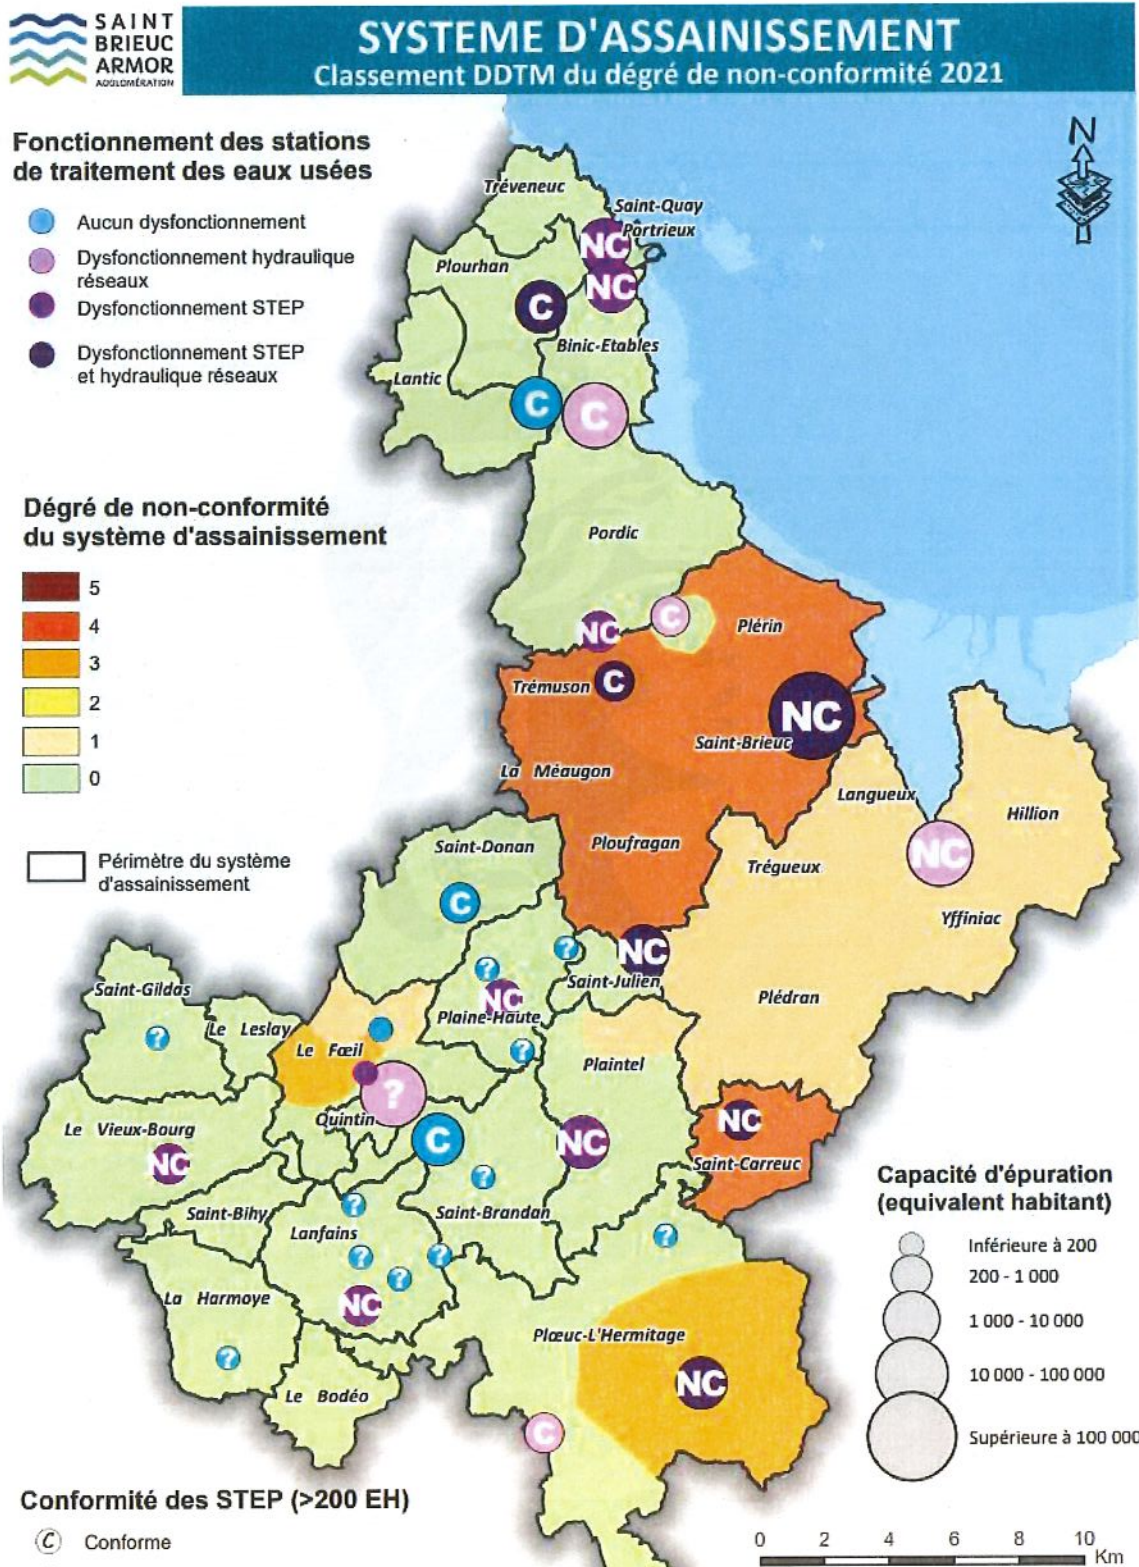 SAINT
BRIEUC
ARMOR
AGGLOMÉRATION
SYSTEME D'ASSAINISSEMENT
Classement DDTM du dégré de non-conformité 2021
Fonctionnement des stations
de traitement des eaux usées
Aucun dysfonctionnement
Dysfonctionnement hydraulique
réseaux
Dysfonctionnement STEP
Dysfonctionnement STEP
et hydraulique réseaux
Dégré de non-conformité
du système d'assainissement
5
4
3
2
1
0
Périmètre du système
d'assainissement
N
Tréveneuc
Saint-Quay
Portrieux
NC
Plourhan
NC
C
Binic-Etables
Lantic
C
C
Pordic
C
NC
Plérin
Trémuson
C
NC
Saint-Brieuc
La Méaugon
Langueux
Hillion
Ploufragan
Saint-Donan
NC
Trégueux
C
Yffiniac
?
NC
?
Saint-Julien
Saint-Gildas
NC
Plédran
Plaine-Haute
Le Leslay
?
Le Fœil
?
Plaintel
?
Quintin
NC
Le Vieux-Bourg
C
NC
NC
Saint-Carreuc
?
?
Saint-Bihy
Saint-Brandan
Lanfains
?
?
?
?
La Harmoye
NC
Plœuc-L'Hermitage
?
NC
Le Bodéo
C
Capacité d'épuration
(equivalent habitant)
Inférieure à 200
200 - 1 000
1 000 - 10 000
10 000 - 100 000
Supérieure à 100 000
Conformité des STEP (>200 EH)
C Conforme
0 2 4 6 8 10
Km